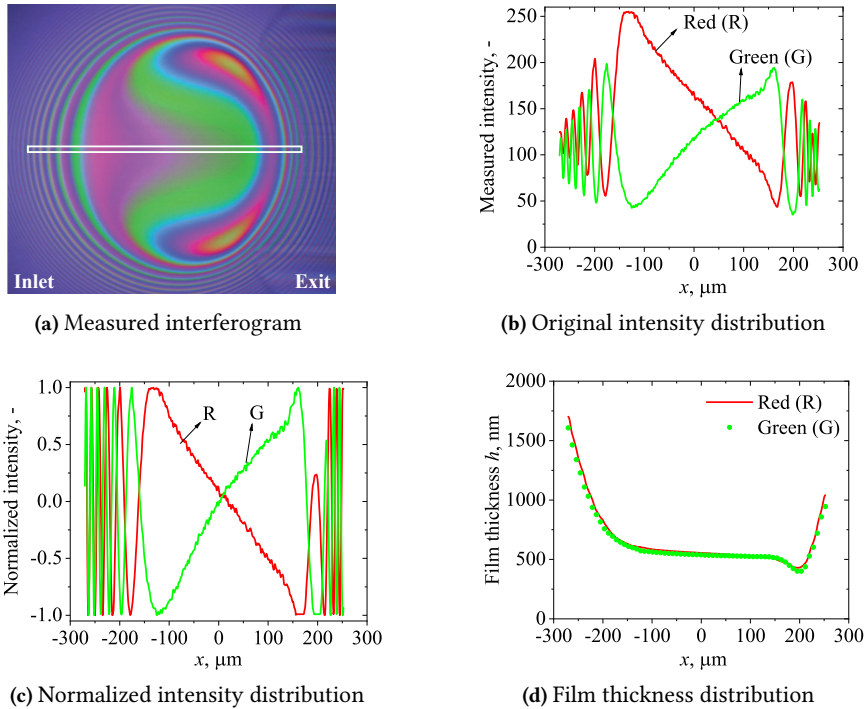 Inlet
Exit
(a) Measured interferogram
250
200
150
100
50
0
Measured intensity, -
Red (R)
Green (G)
-300 -200 -100 0 100 200 300
x, μm
(b) Original intensity distribution
1.0
0.5
0.0
-0.5
-1.0
Normalized intensity, -
R
G
-300 -200 -100 0 100 200 300
x, μm
(c) Normalized intensity distribution
2000
1500
1000
500
0
Film thickness h, nm
Red (R)
Green (G)
-300 -200 -100 0 100 200 300
x, μm
(d) Film thickness distribution